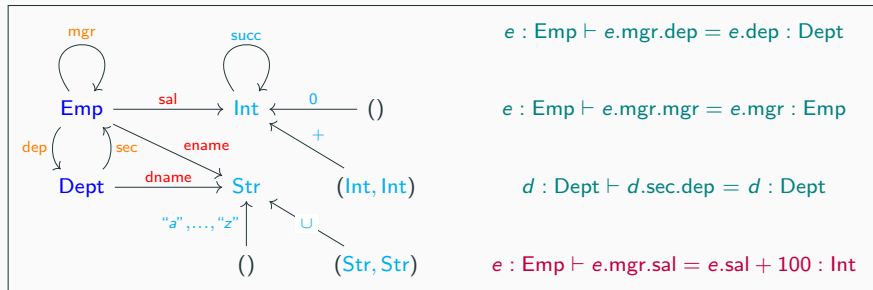 mgr succ e : Emp ⊢ e.mgr.dep = e.dep : Dept
Emp sal Int 0 () e : Emp ⊢ e.mgr.mgr = e.mgr : Emp
dep sec ename +
Dept dname Str (Int, Int) d : Dept ⊢ d.sec.dep = d : Dept
“a”,…,“z” ∪
() (Str, Str) e : Emp ⊢ e.mgr.sal = e.sal + 100 : Int